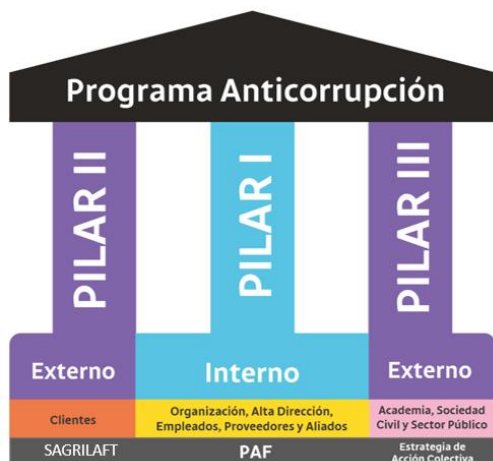 Programa Anticorrupción
PILAR II
PILAR I
PILAR III
Externo
Interno
Externo
Clientes
Organización, Alta Dirección,
Empleados, Proveedores y Aliados
Academia, Sociedad
Civil y Sector Público
SAGRILAFT
PAF
Estrategia de
Acción Colectiva